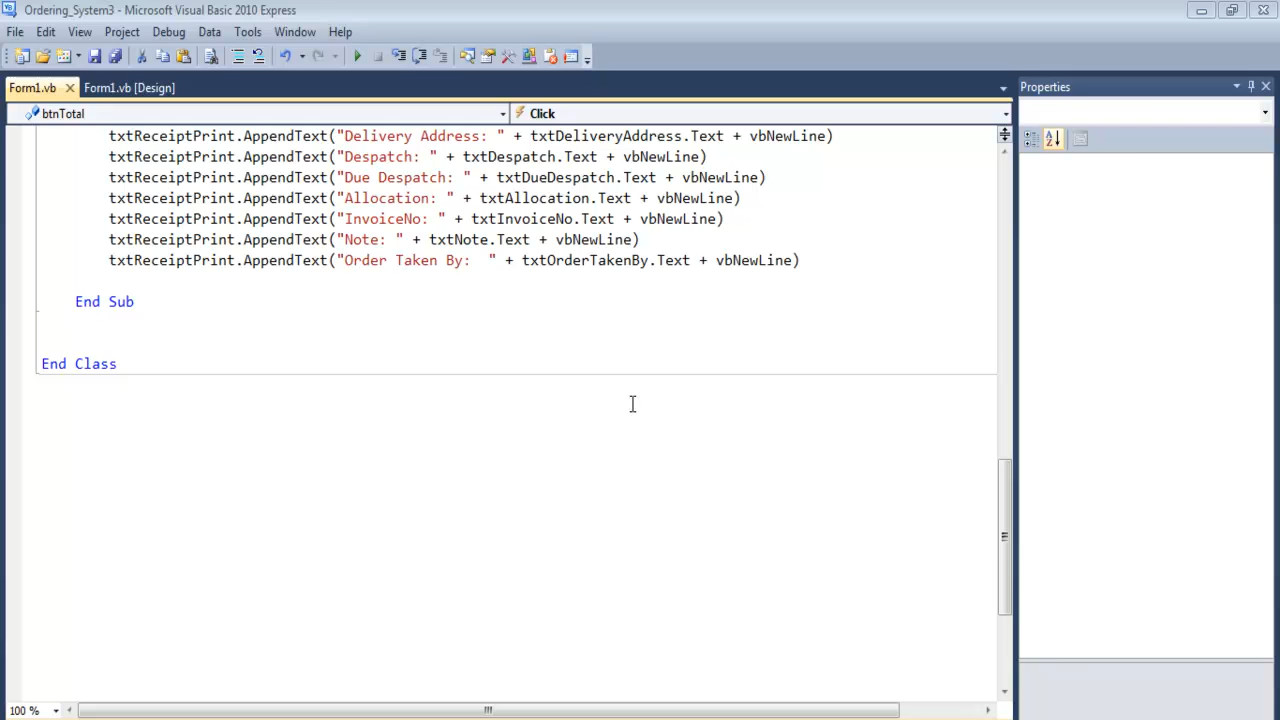 Ordering_System3 - Microsoft Visual Basic 2010 Express
File Edit View Project Debug Data Tools Window Help
Form1.vb Form1.vb [Design] Properties
btnTotal Click
txtReceiptPrint.AppendText("Delivery Address: " + txtDeliveryAddress.Text + vbNewLine)
txtReceiptPrint.AppendText("Despatch: " + txtDespatch.Text + vbNewLine)
txtReceiptPrint.AppendText("Due Despatch: " + txtDueDespatch.Text + vbNewLine)
txtReceiptPrint.AppendText("Allocation: " + txtAllocation.Text + vbNewLine)
txtReceiptPrint.AppendText("InvoiceNo: " + txtInvoiceNo.Text + vbNewLine)
txtReceiptPrint.AppendText("Note: " + txtNote.Text + vbNewLine)
txtReceiptPrint.AppendText("Order Taken By:  " + txtOrderTakenBy.Text + vbNewLine)
End Sub
End Class
100 %